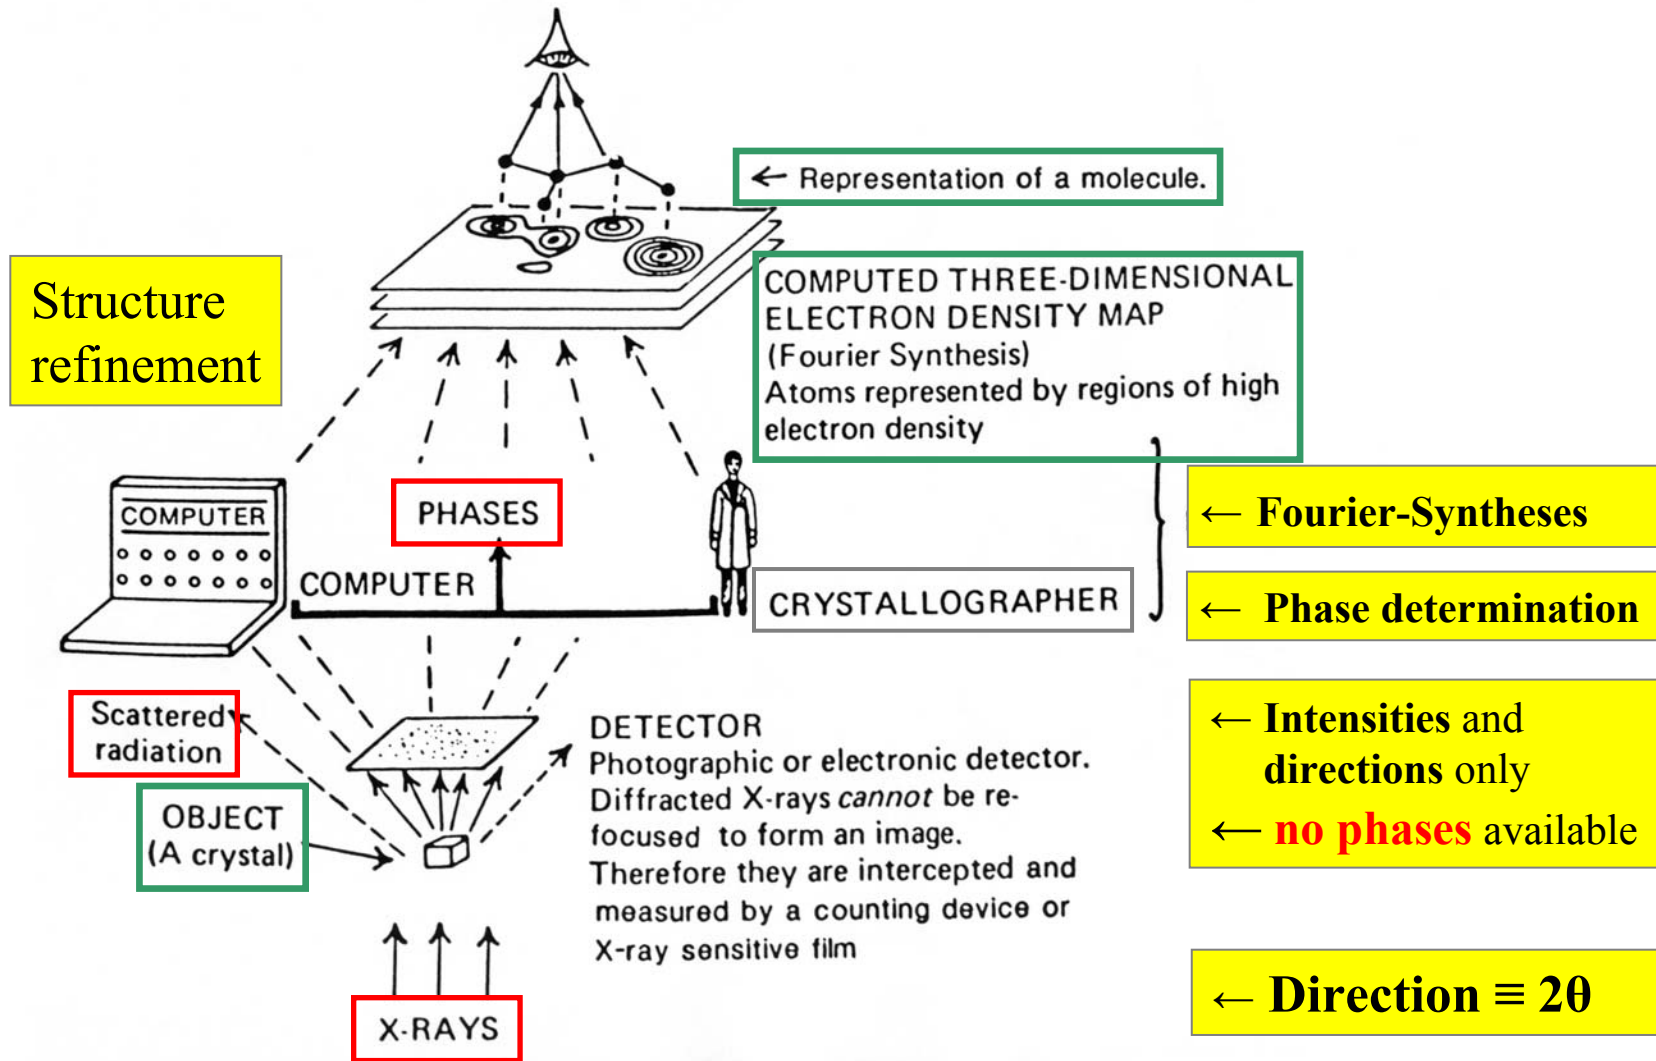 ← Representation of a molecule.
Structure
refinement
COMPUTED THREE-DIMENSIONAL
ELECTRON DENSITY MAP
(Fourier Synthesis)
Atoms represented by regions of high
electron density
COMPUTER
PHASES
COMPUTER
CRYSTALLOGRAPHER
← Fourier-Syntheses
← Phase determination
Scattered
radiation
OBJECT
(A crystal)
DETECTOR
Photographic or electronic detector.
Diffracted X-rays cannot be re-
focused to form an image.
Therefore they are intercepted and
measured by a counting device or
X-ray sensitive film
← Intensities and
directions only
← no phases available
X-RAYS
← Direction ≡ 2θ